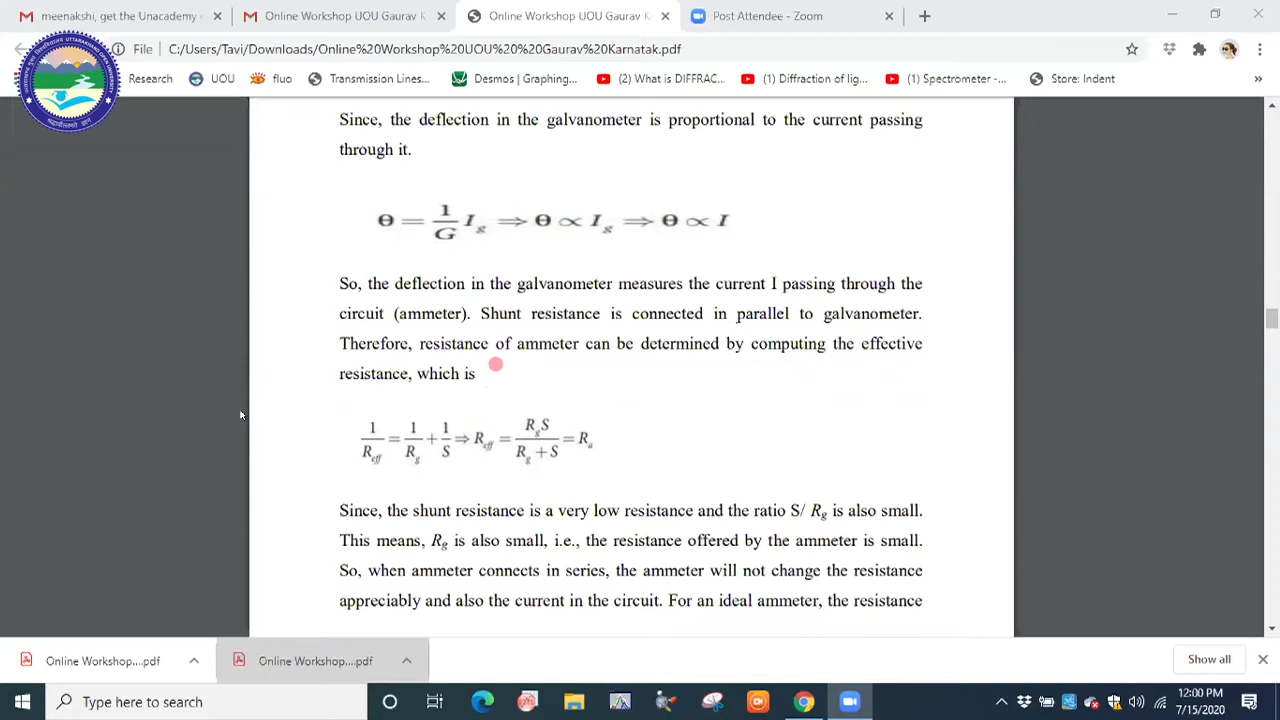 meenakshi, get the Unacademy
Online Workshop UOU Gaurav K
Online Workshop UOU Gaurav K
Post Attendee - Zoom
File
C:/Users/Tavi/Downloads/Online%20Workshop%20UOU%20%20Gaurav%20Karnatak.pdf
Research
UOU
fluo
Transmission Lines...
Desmos | Graphing...
(2) What is DIFFRAC...
(1) Diffraction of lig...
(1) Spectrometer -...
Store: Indent
Since, the deflection in the galvanometer is proportional to the current passing
through it.
Θ = 1/G I_g ⟹ Θ ∝ I_g ⟹ Θ ∝ I
So, the deflection in the galvanometer measures the current I passing through the
circuit (ammeter). Shunt resistance is connected in parallel to galvanometer.
Therefore, resistance of ammeter can be determined by computing the effective
resistance, which is
1/R_eff = 1/R_g + 1/S ⇒ R_eff = R_g S/(R_g + S) = R_a
Since, the shunt resistance is a very low resistance and the ratio S/ R_g is also small.
This means, R_g is also small, i.e., the resistance offered by the ammeter is small.
So, when ammeter connects in series, the ammeter will not change the resistance
appreciably and also the current in the circuit. For an ideal ammeter, the resistance
Online Workshop....pdf
Online Workshop....pdf
Show all
Type here to search
12:00 PM
7/15/2020